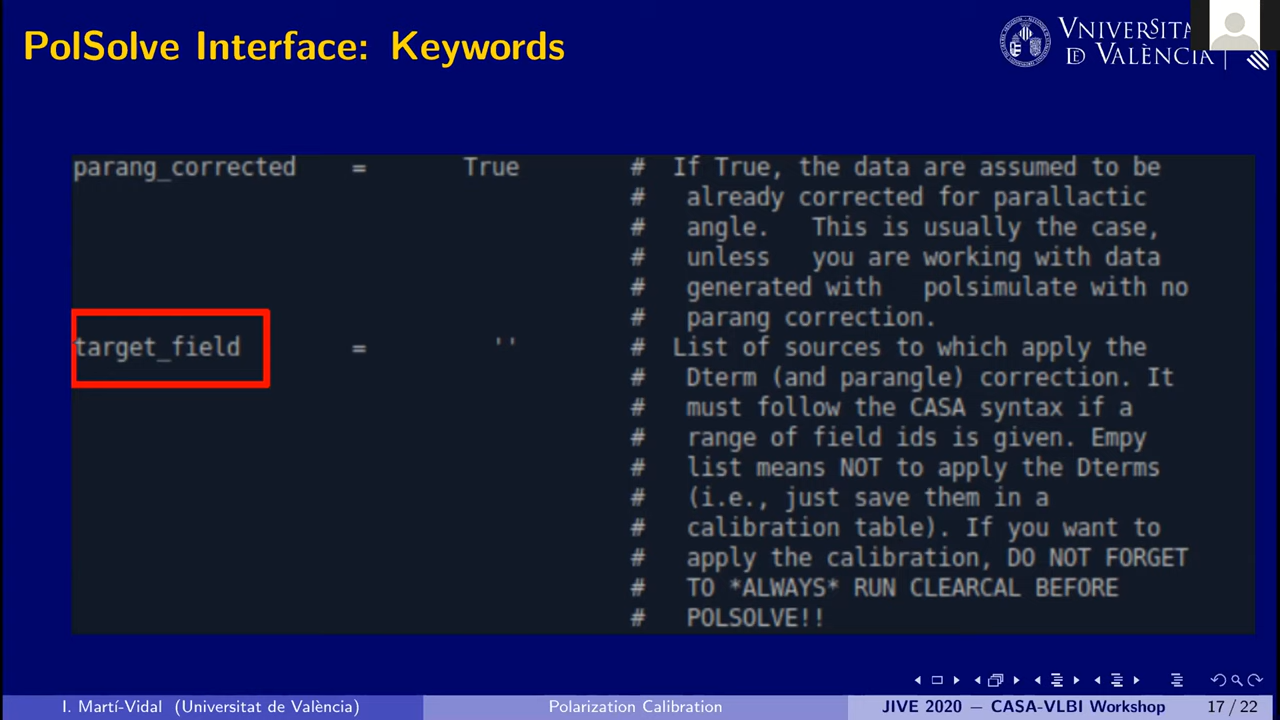 PolSolve Interface: Keywords
VNIVERSITAT
DE VALÈNCIA
parang_corrected = True # If True, the data are assumed to be
# already corrected for parallactic
# angle. This is usually the case,
# unless you are working with data
# generated with polsimulate with no
# parang correction.
target_field = '' # List of sources to which apply the
# Dterm (and parangle) correction. It
# must follow the CASA syntax if a
# range of field ids is given. Empy
# list means NOT to apply the Dterms
# (i.e., just save them in a
# calibration table). If you want to
# apply the calibration, DO NOT FORGET
# TO *ALWAYS* RUN CLEARCAL BEFORE
# POLSOLVE!!
I. Martí-Vidal (Universitat de València) Polarization Calibration JIVE 2020 − CASA-VLBI Workshop 17 / 22